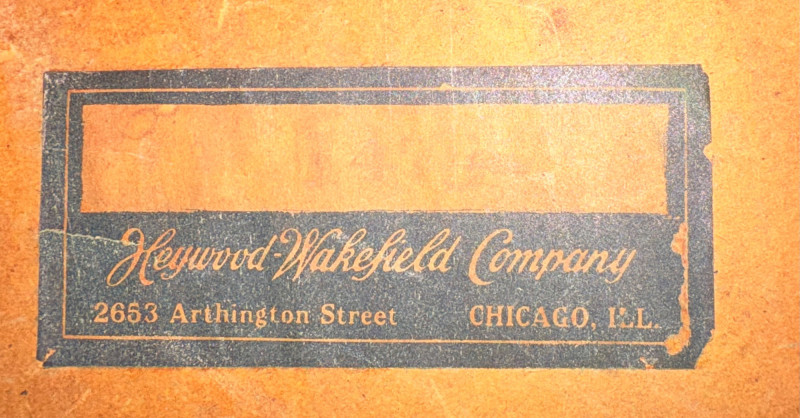 Heywood-Wakefield Company
2653 Arthington Street CHICAGO, ILL.